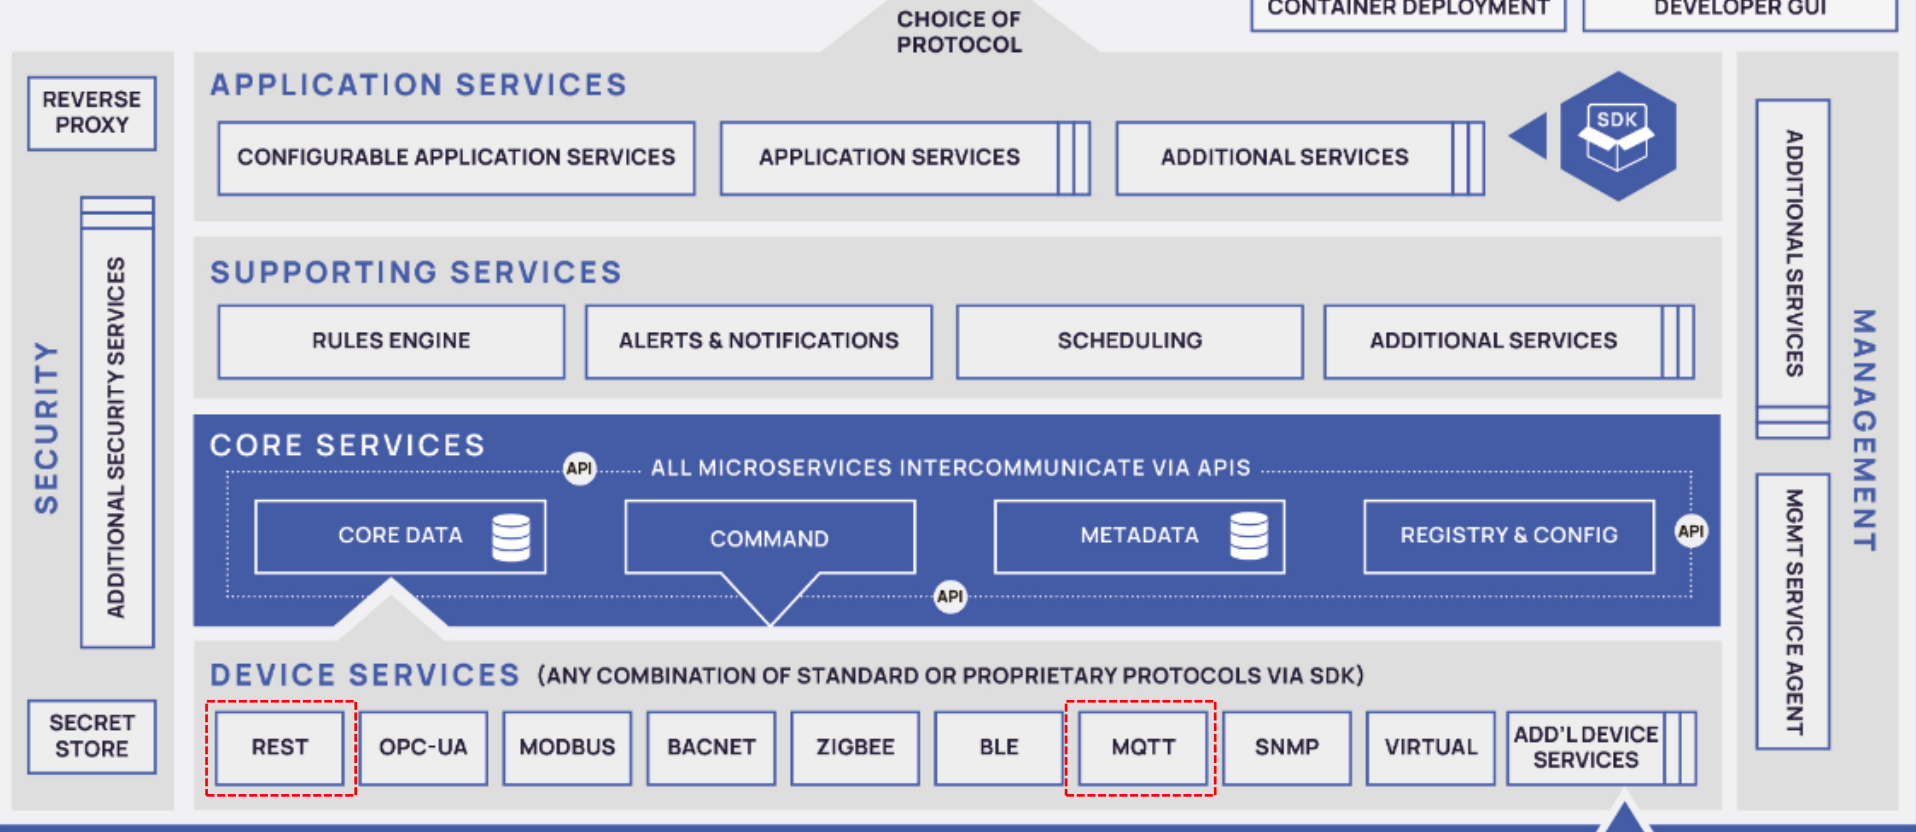 CHOICE OF
PROTOCOL
CONTAINER DEPLOYMENT
DEVELOPER GUI
REVERSE
PROXY
ADDITIONAL SECURITY SERVICES
SECURITY
SECRET
STORE
APPLICATION SERVICES
CONFIGURABLE APPLICATION SERVICES
APPLICATION SERVICES
ADDITIONAL SERVICES
SDK
SUPPORTING SERVICES
RULES ENGINE
ALERTS & NOTIFICATIONS
SCHEDULING
ADDITIONAL SERVICES
CORE SERVICES
API
ALL MICROSERVICES INTERCOMMUNICATE VIA APIS
CORE DATA
COMMAND
METADATA
REGISTRY & CONFIG
API
API
DEVICE SERVICES (ANY COMBINATION OF STANDARD OR PROPRIETARY PROTOCOLS VIA SDK)
REST
OPC-UA
MODBUS
BACNET
ZIGBEE
BLE
MQTT
SNMP
VIRTUAL
ADD'L DEVICE
SERVICES
ADDITIONAL SERVICES
MANAGEMENT
MGMT SERVICE AGENT